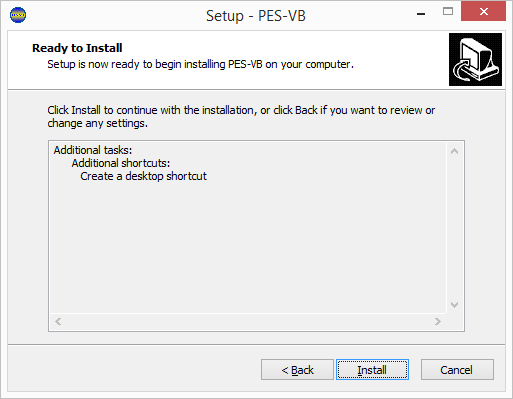 Setup - PES-VB
Ready to Install
Setup is now ready to begin installing PES-VB on your computer.
Click Install to continue with the installation, or click Back if you want to review or
change any settings.
Additional tasks:
Additional shortcuts:
Create a desktop shortcut
< Back
Install
Cancel